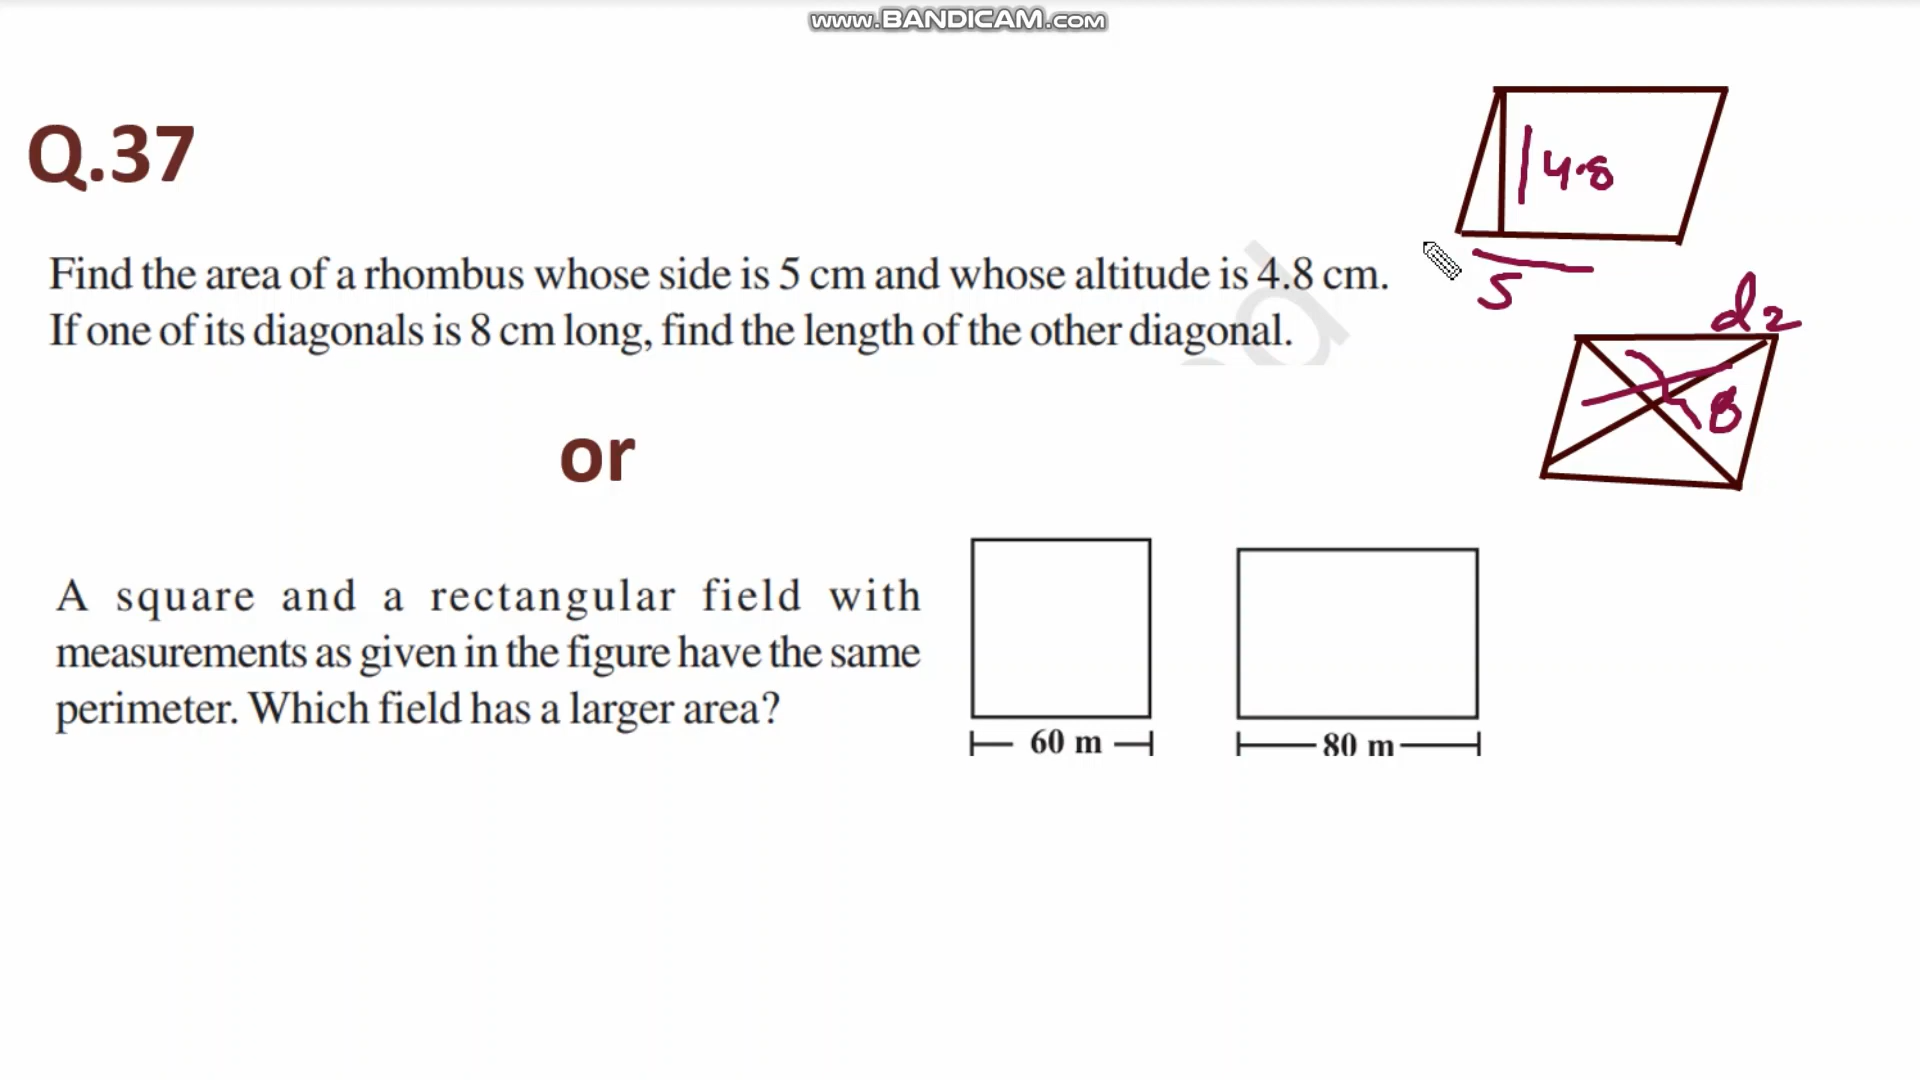 www.BANDICAM.com
Q.37
4.8
5
Find the area of a rhombus whose side is 5 cm and whose altitude is 4.8 cm.
If one of its diagonals is 8 cm long, find the length of the other diagonal.
d2
8
or
A square and a rectangular field with
measurements as given in the figure have the same
perimeter. Which field has a larger area?
60 m
80 m